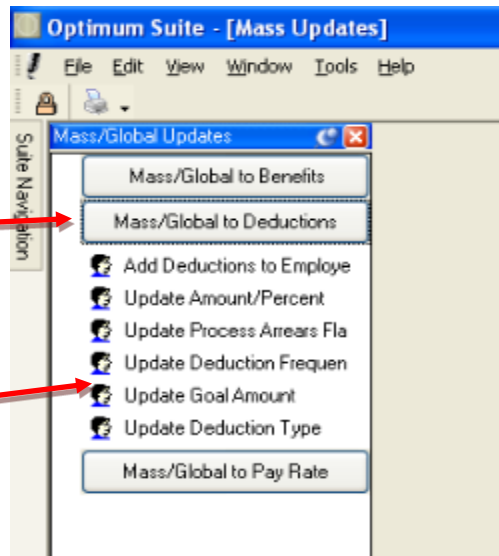 Optimum Suite - [Mass Updates]
File Edit View Window Tools Help
Suite Navigation
Mass/Global Updates
Mass/Global to Benefits
Mass/Global to Deductions
Add Deductions to Employe
Update Amount/Percent
Update Process Arrears Fla
Update Deduction Frequen
Update Goal Amount
Update Deduction Type
Mass/Global to Pay Rate